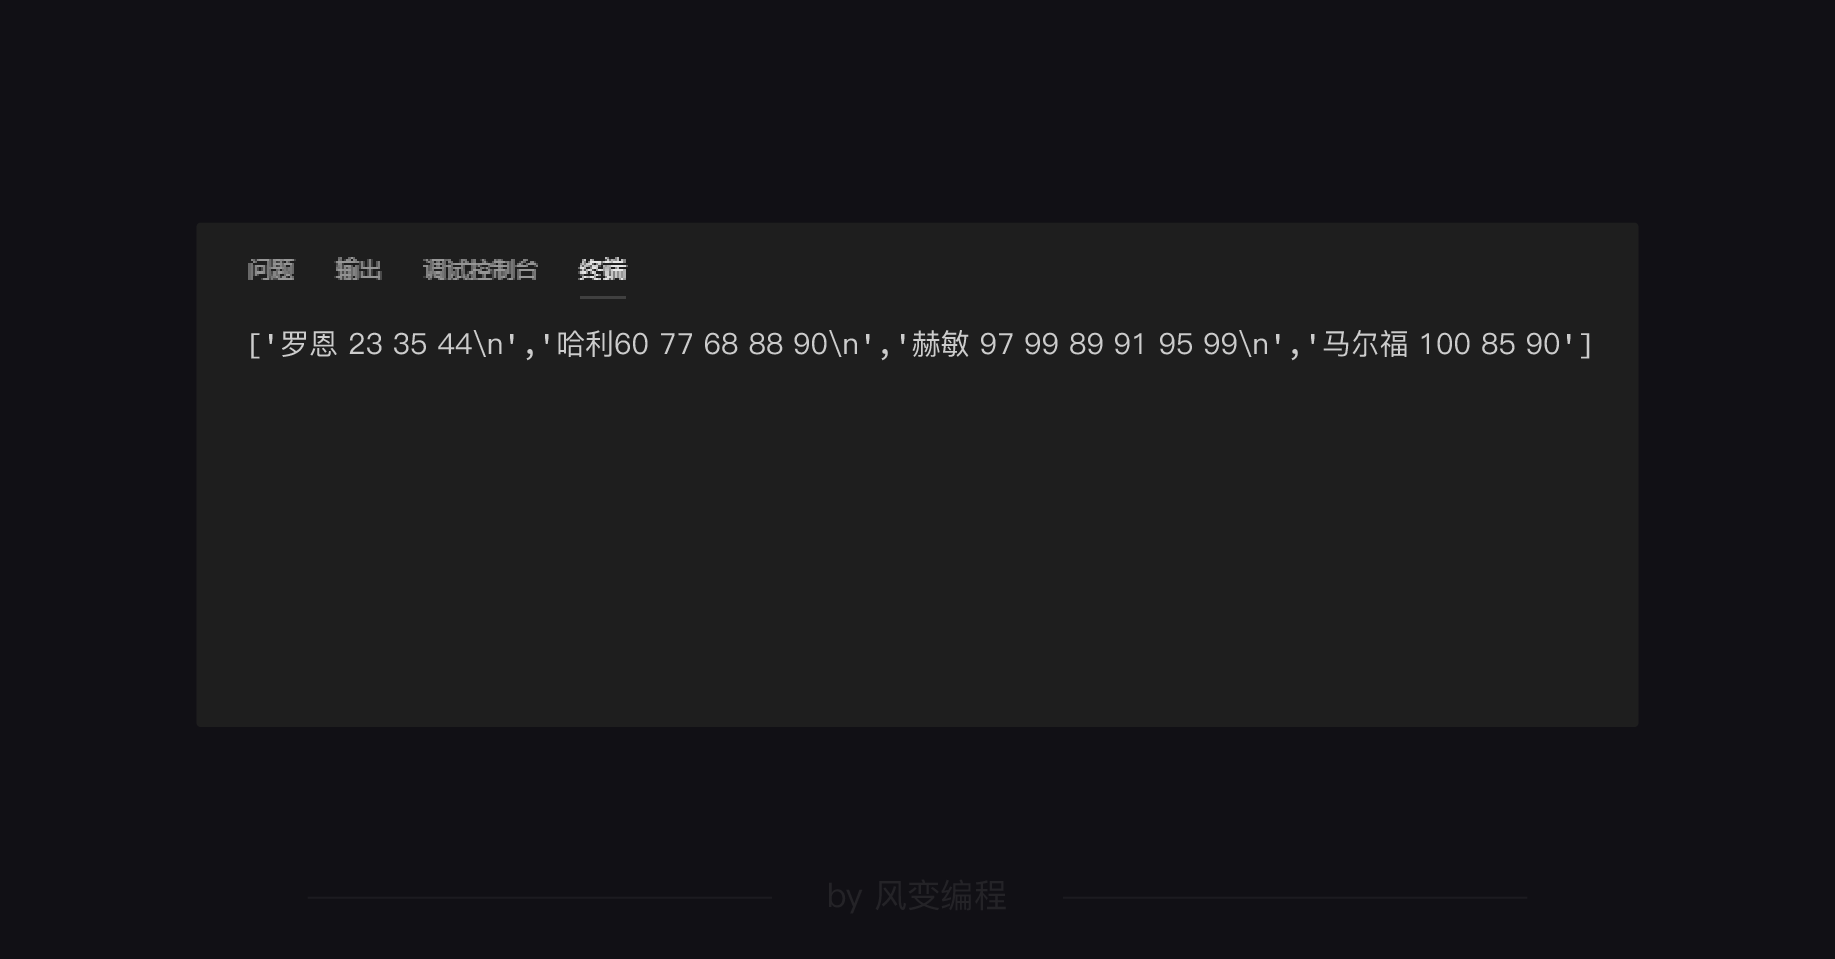 问题 输出 调试控制台 终端
['罗恩 23 35 44\n','哈利60 77 68 88 90\n','赫敏 97 99 89 91 95 99\n','马尔福 100 85 90']
by 风变编程